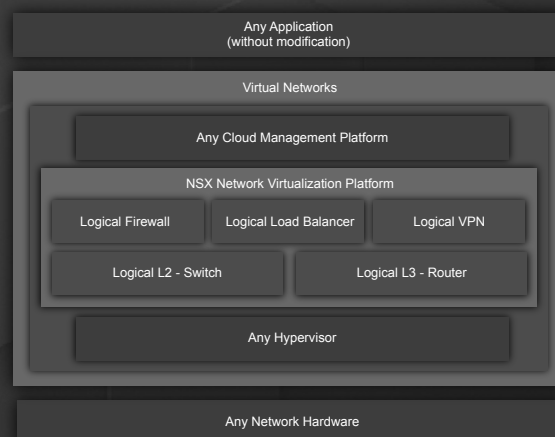 Any Application
(without modification)
Virtual Networks
Any Cloud Management Platform
NSX Network Virtualization Platform
Logical Firewall
Logical Load Balancer
Logical VPN
Logical L2 - Switch
Logical L3 - Router
Any Hypervisor
Any Network Hardware